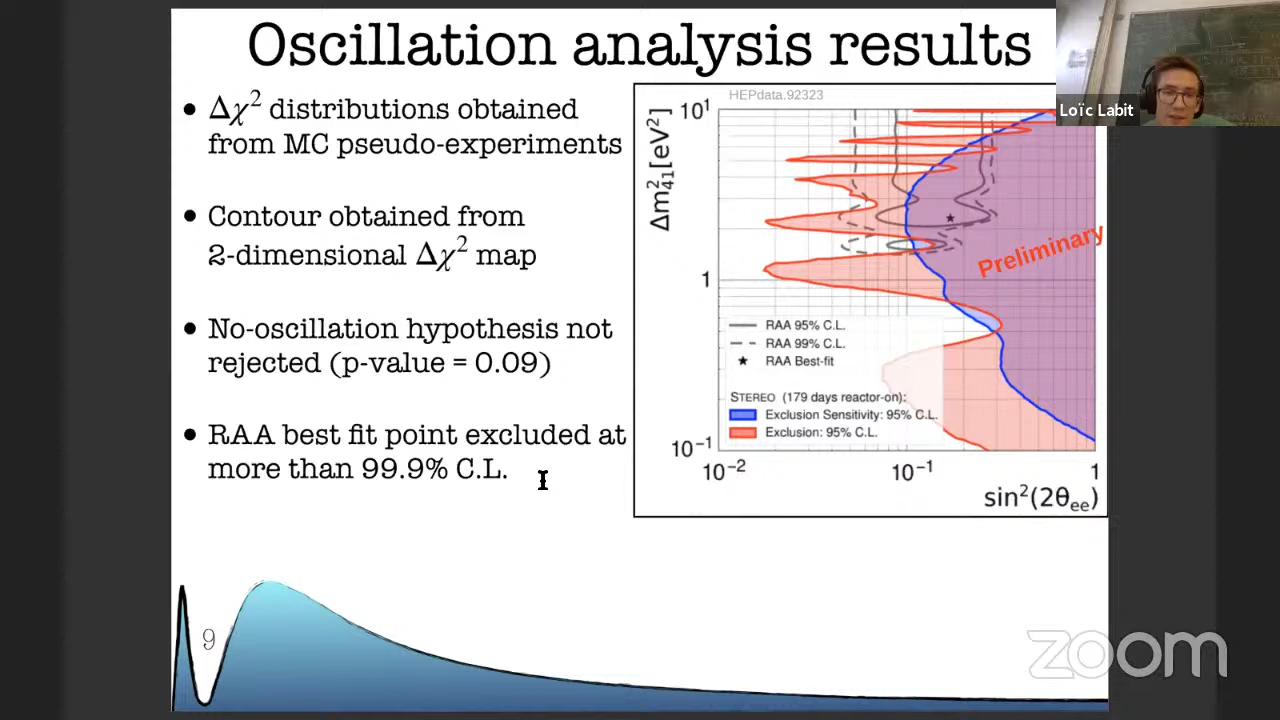 Oscillation analysis results
Loïc Labit
• Δχ² distributions obtained
from MC pseudo-experiments
• Contour obtained from
2-dimensional Δχ² map
• No-oscillation hypothesis not
rejected (p-value = 0.09)
• RAA best fit point excluded at
more than 99.9% C.L.
HEPdata.92323
Δm²₄₁[eV²]
10¹
1
10⁻¹
Preliminary
RAA 95% C.L.
RAA 99% C.L.
RAA Best-fit
STEREO (179 days reactor-on):
Exclusion Sensitivity: 95% C.L.
Exclusion: 95% C.L.
10⁻² 10⁻¹ 1
sin²(2θₑₑ)
9
zoom